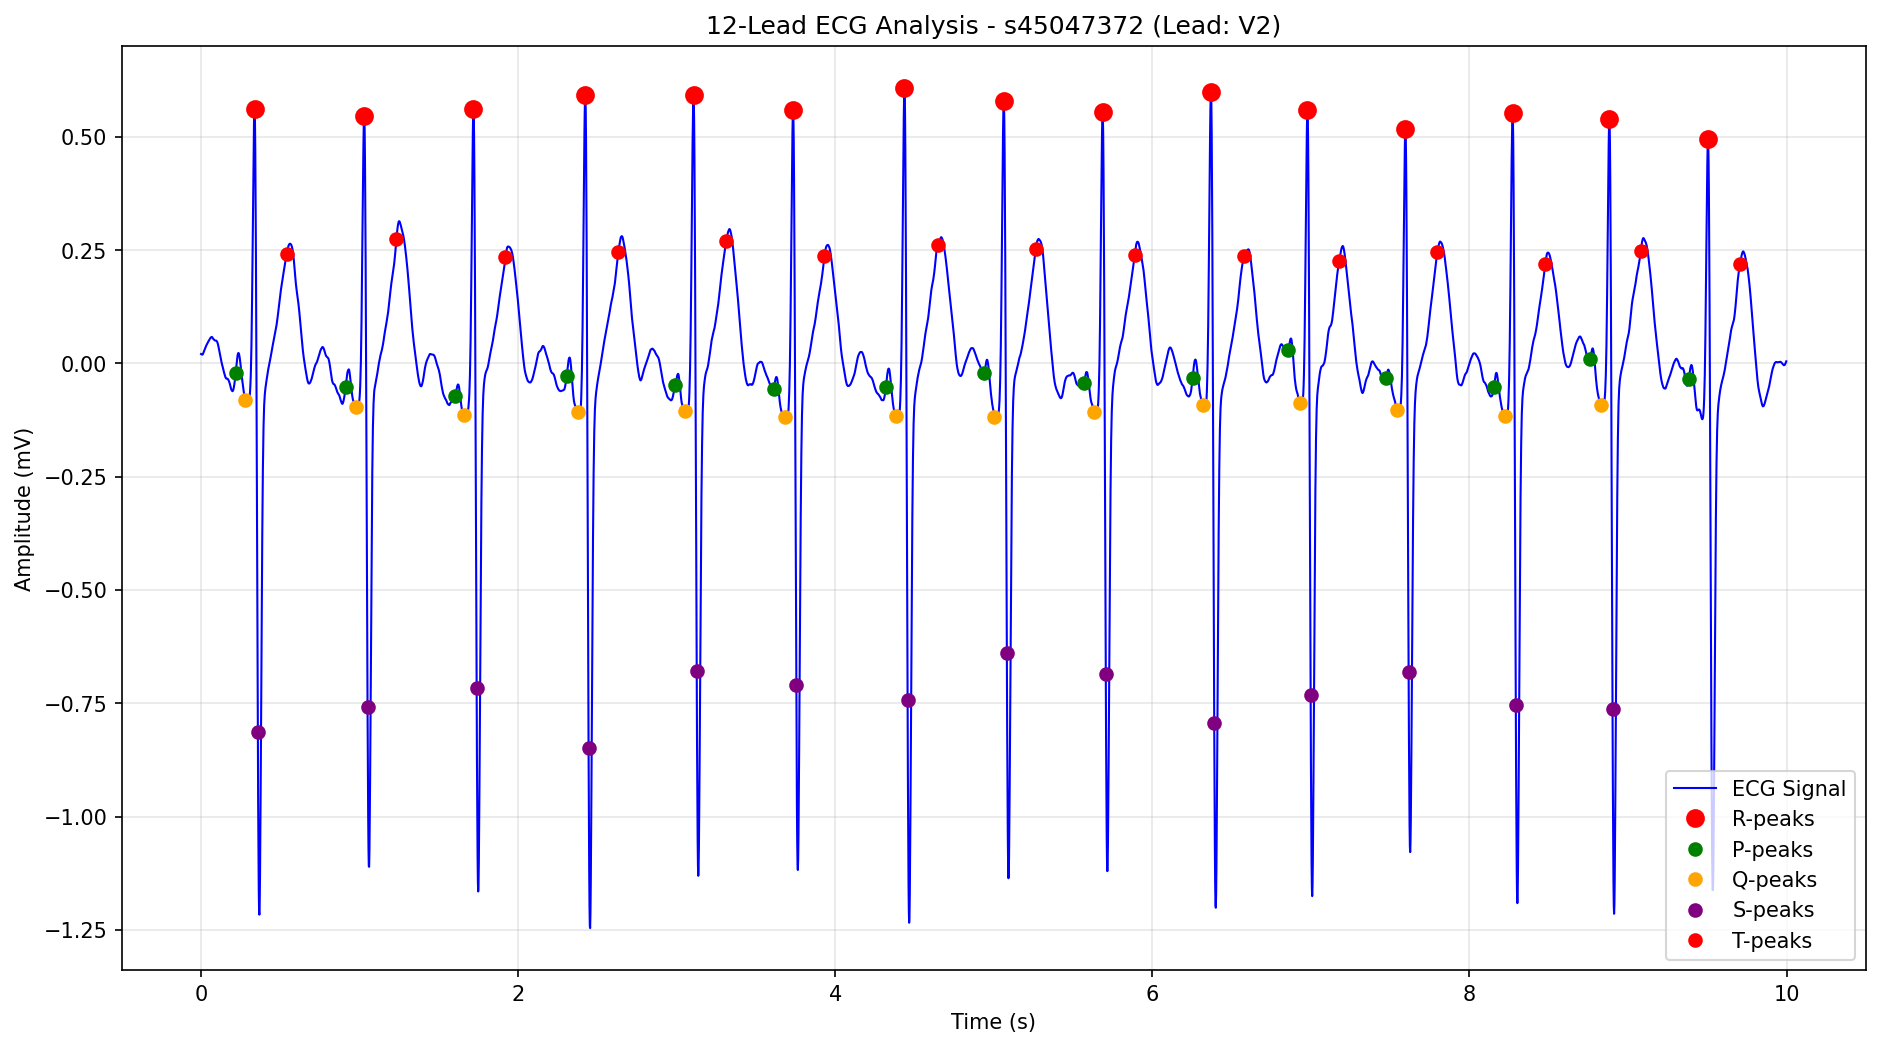 12-Lead ECG Analysis - s45047372 (Lead: V2)
0.50
0.25
0.00
−0.25
−0.50
−0.75
−1.00
−1.25
Amplitude (mV)
ECG Signal
R-peaks
P-peaks
Q-peaks
S-peaks
T-peaks
0 2 4 6 8 10
Time (s)